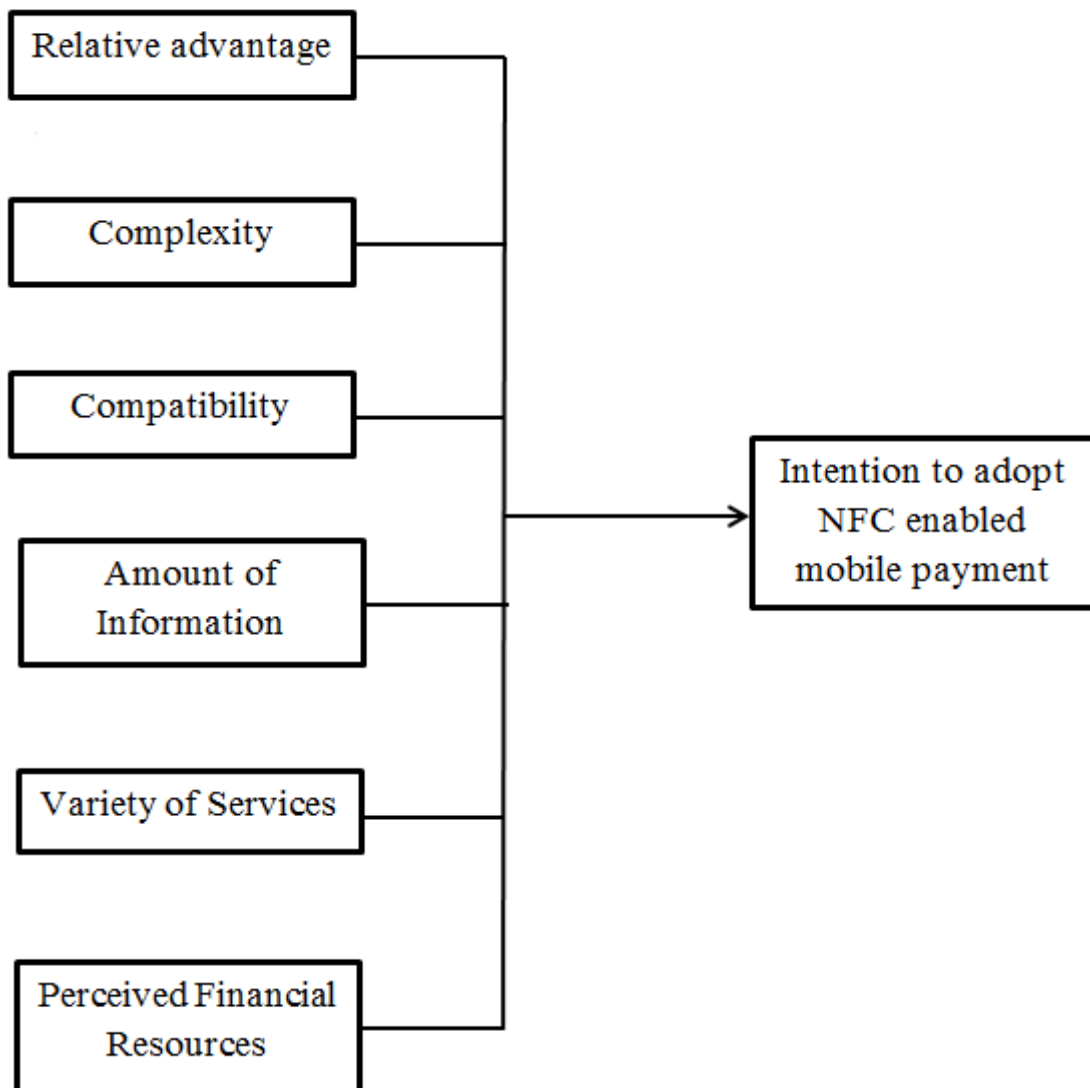 Relative advantage
Complexity
Compatibility
Amount of
Information
Variety of Services
Perceived Financial
Resources
Intention to adopt
NFC enabled
mobile payment